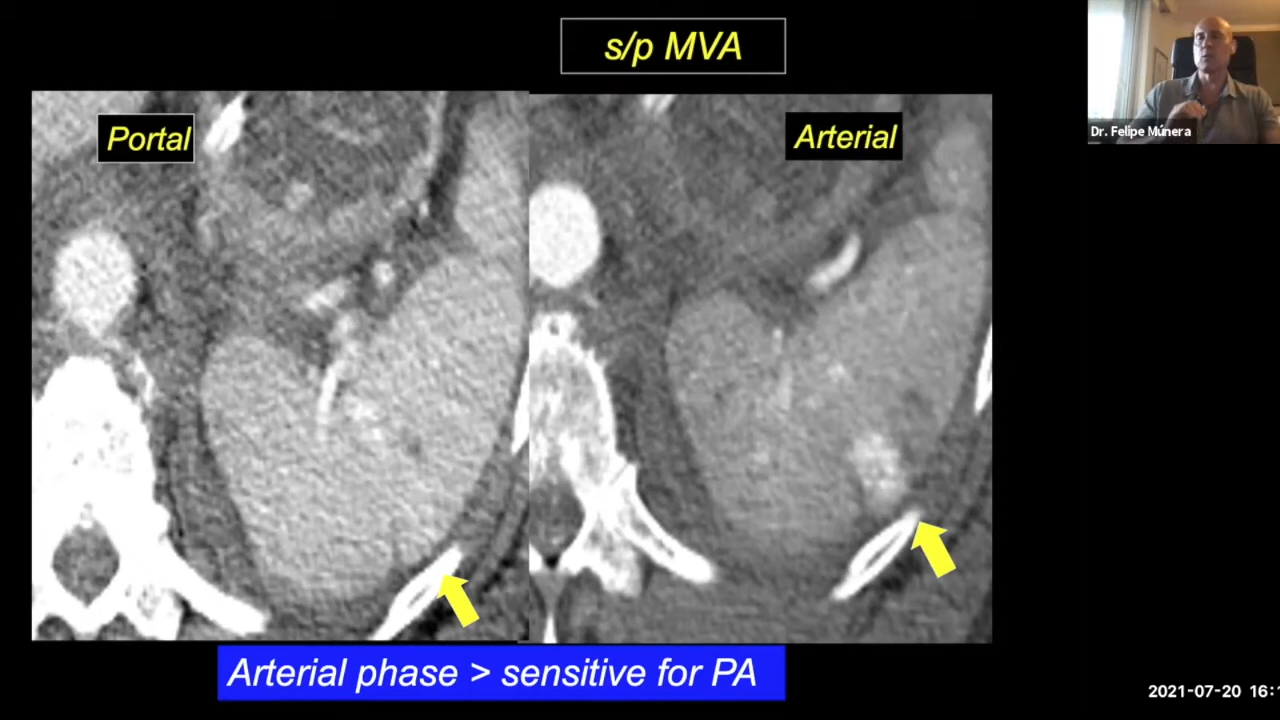 s/p MVA
Portal
Arterial
Dr. Felipe Múnera
Arterial phase > sensitive for PA
2021-07-20 16: